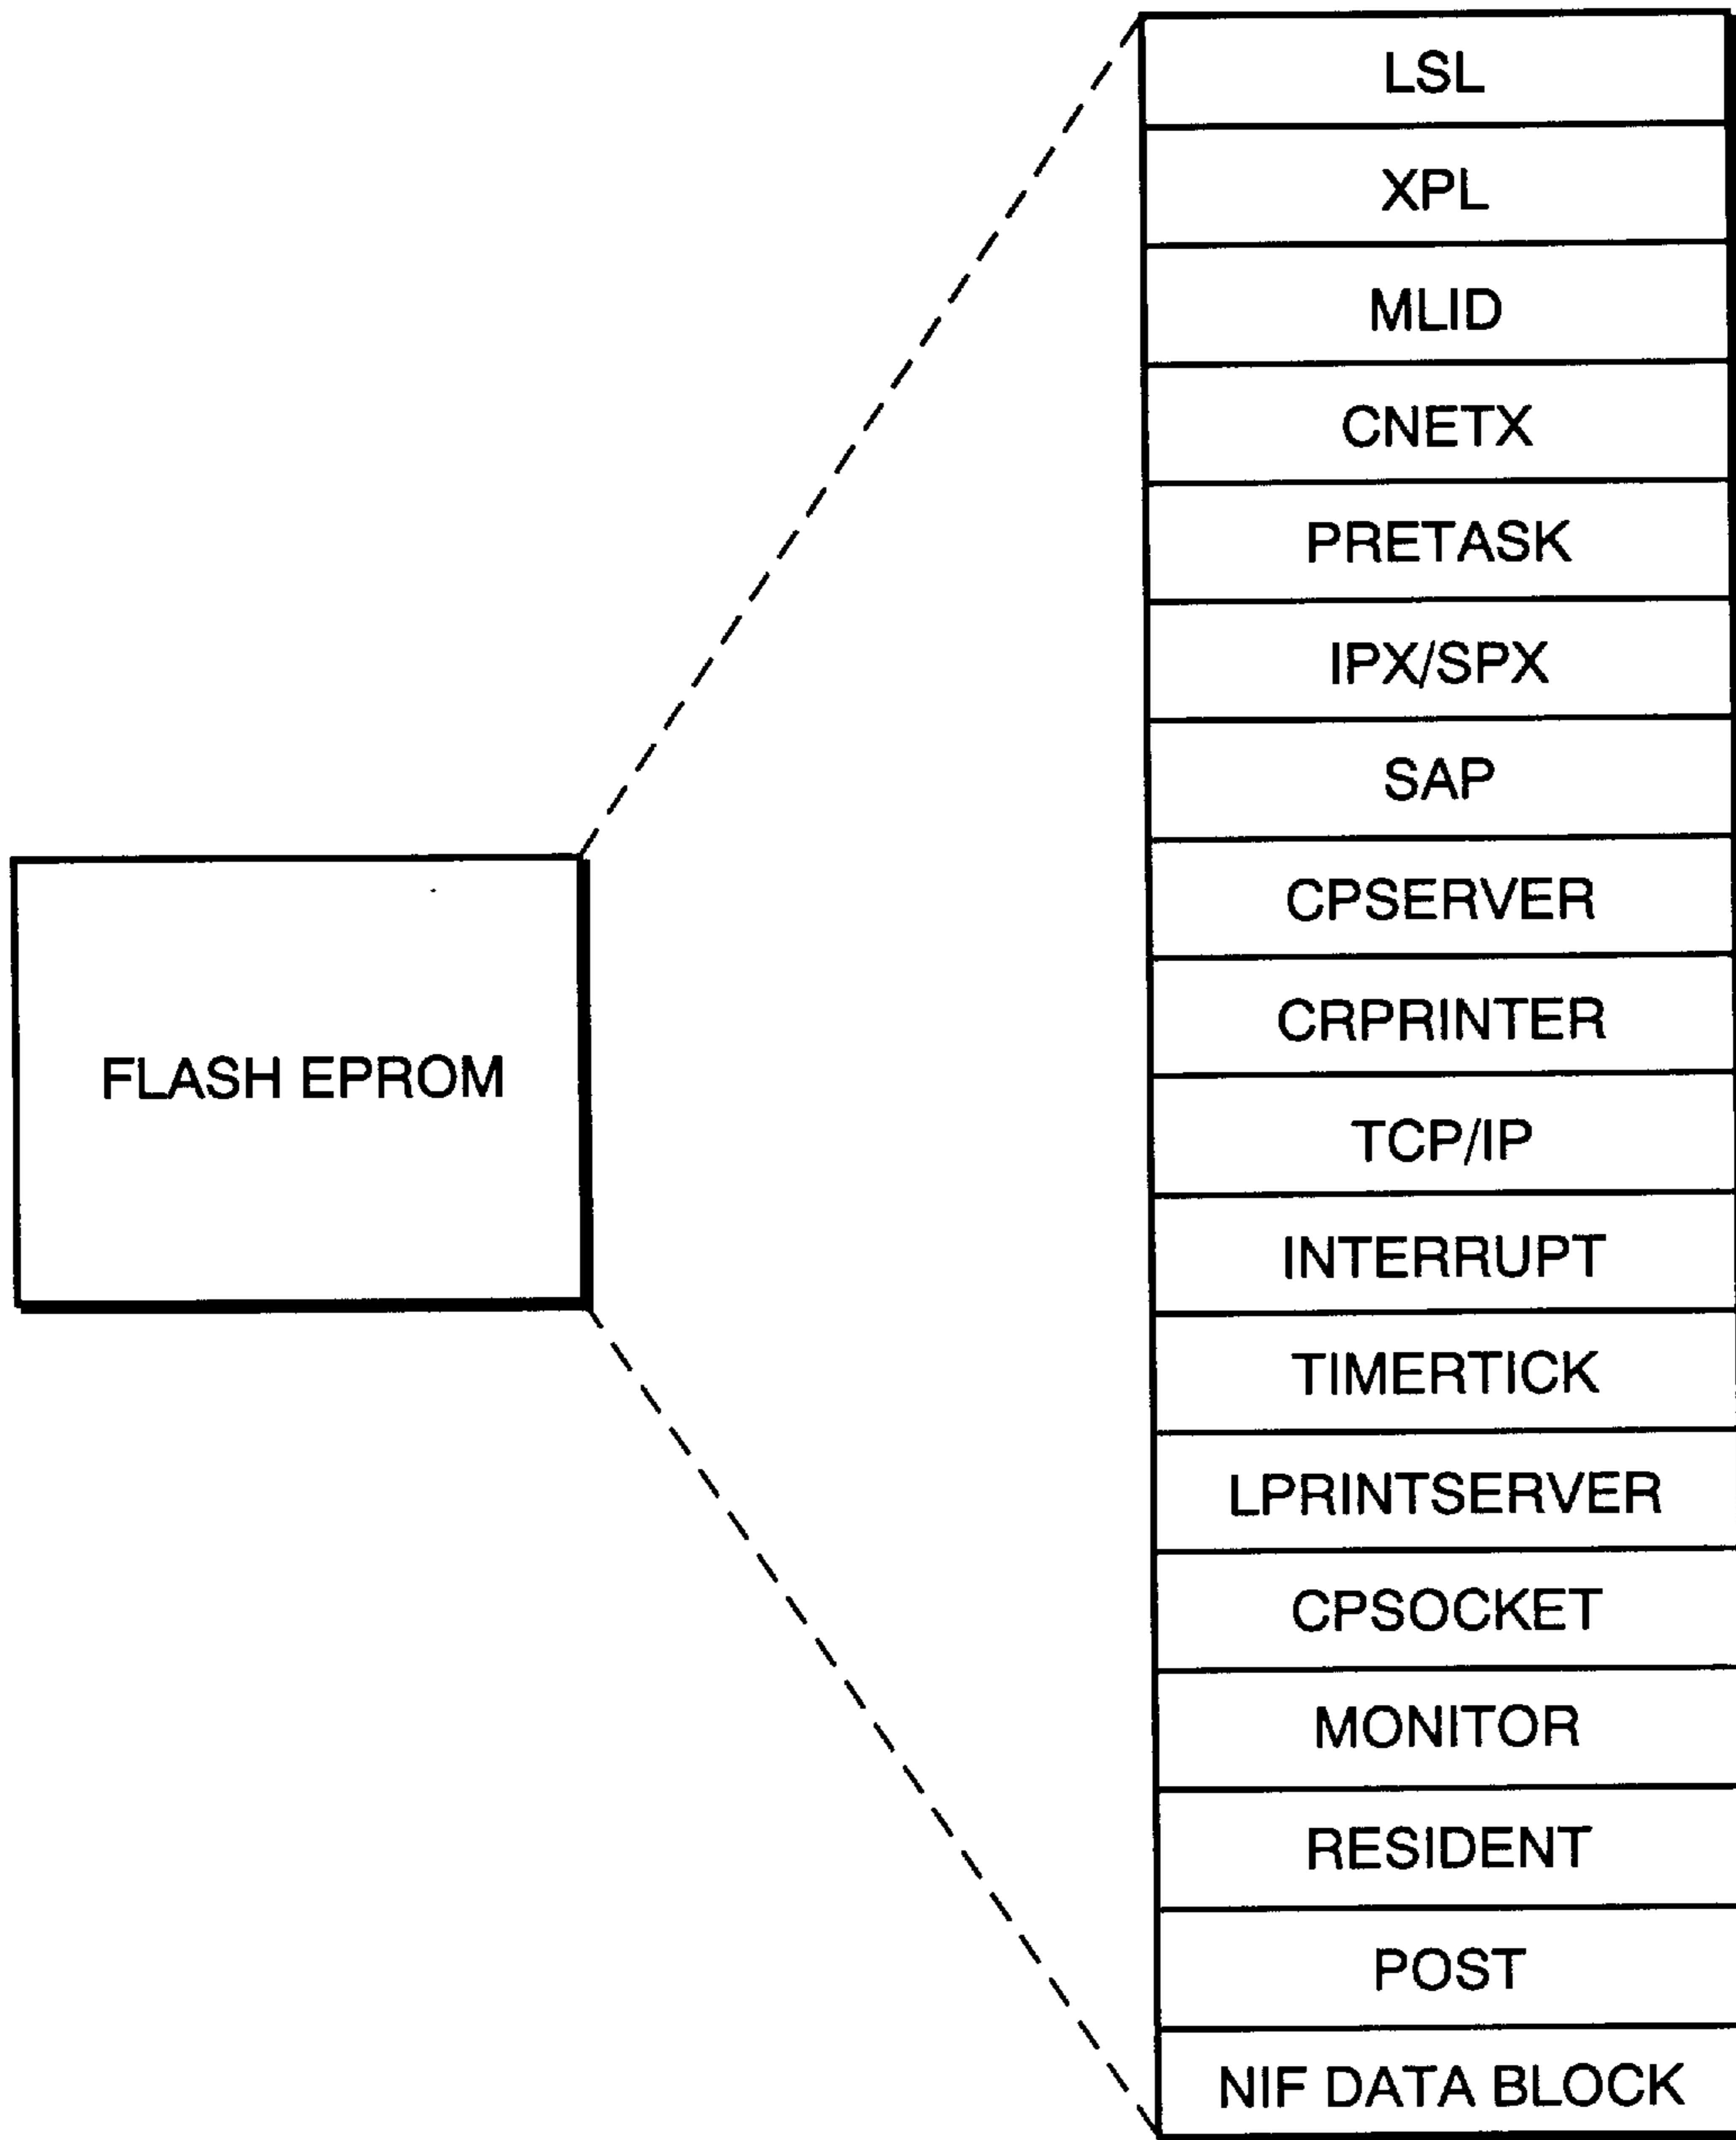 LSL
XPL
MLID
CNETX
PRETASK
IPX/SPX
SAP
CPSERVER
CRPRINTER
FLASH EPROM
TCP/IP
INTERRUPT
TIMERTICK
LPRINTSERVER
CPSOCKET
MONITOR
RESIDENT
POST
NIF DATA BLOCK